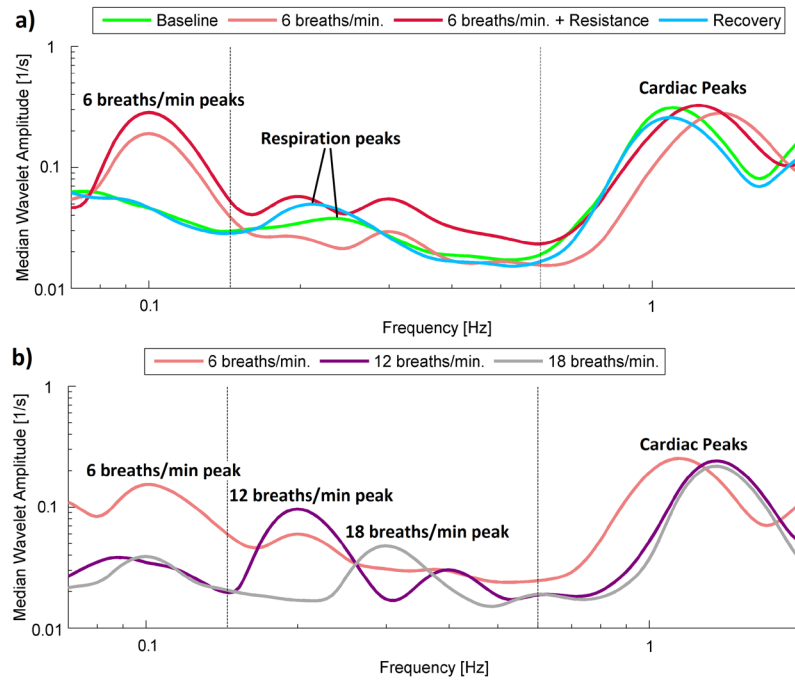 a)
Baseline 6 breaths/min. 6 breaths/min. + Resistance Recovery
Median Wavelet Amplitude [1/s]
1
0.1
0.01
6 breaths/min peaks
Respiration peaks
Cardiac Peaks
0.1 1
Frequency [Hz]
b)
6 breaths/min. 12 breaths/min. 18 breaths/min.
Median Wavelet Amplitude [1/s]
1
0.1
0.01
6 breaths/min peak
12 breaths/min peak
18 breaths/min peak
Cardiac Peaks
0.1 1
Frequency [Hz]